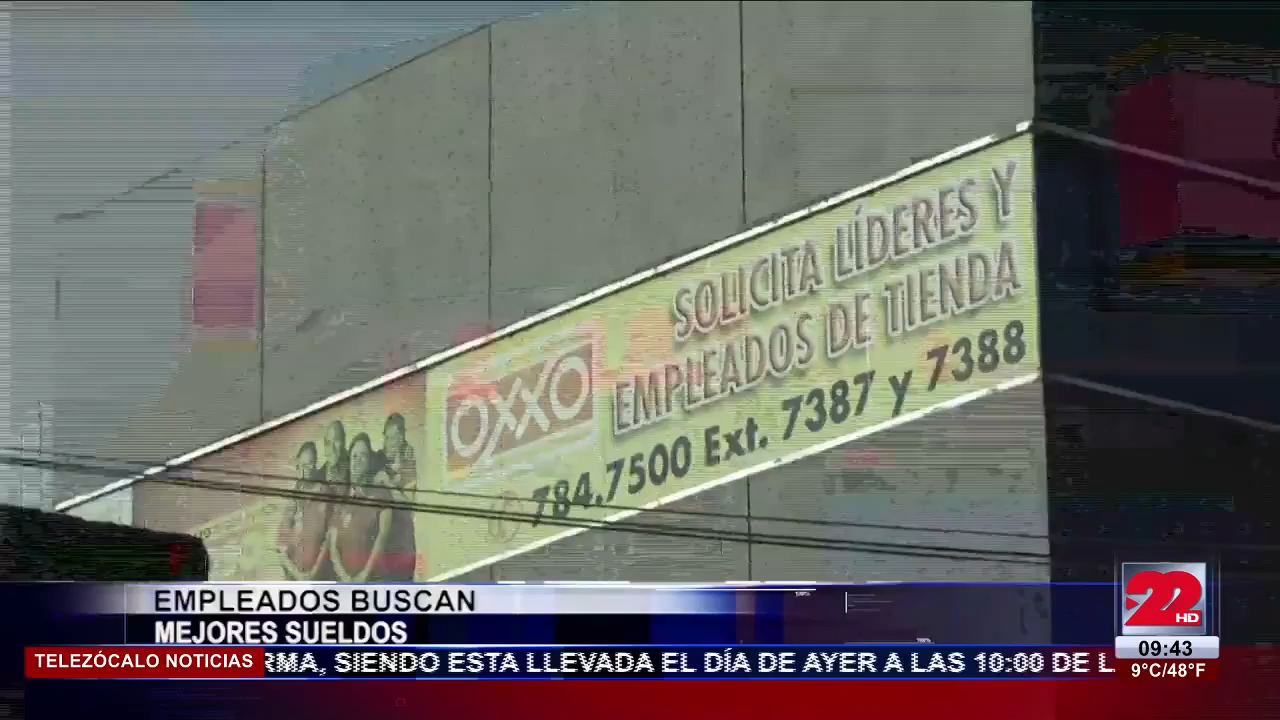 SOLICITA LÍDERES Y
EMPLEADOS DE TIENDA
OXXO
784.7500 Ext. 7387 y 7388
EMPLEADOS BUSCAN
MEJORES SUELDOS
22 HD
TELEZÓCALO NOTICIAS
RMA, SIENDO ESTA LLEVADA EL DÍA DE AYER A LAS 10:00 DE L
09:43
9°C/48°F